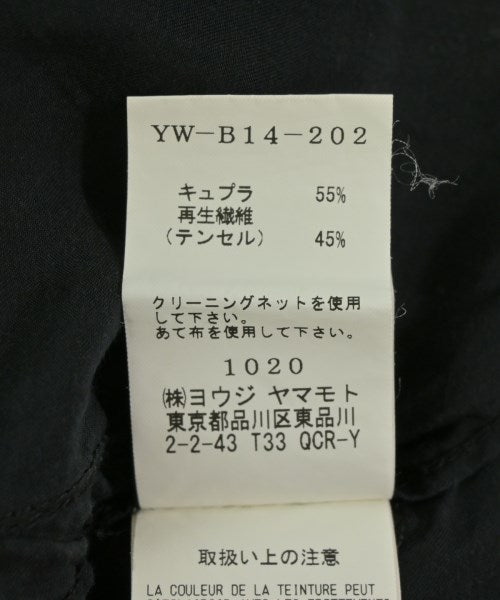 YW-B14-202
キュプラ 55%
再生繊維
(テンセル) 45%
クリーニングネットを使用
して下さい。
あて布を使用して下さい。
1020
㈱ヨウジ ヤマモト
東京都品川区東品川
2-2-43 T33 QCR-Y
取扱い上の注意
LA COULEUR DE LA TEINTURE PEUT